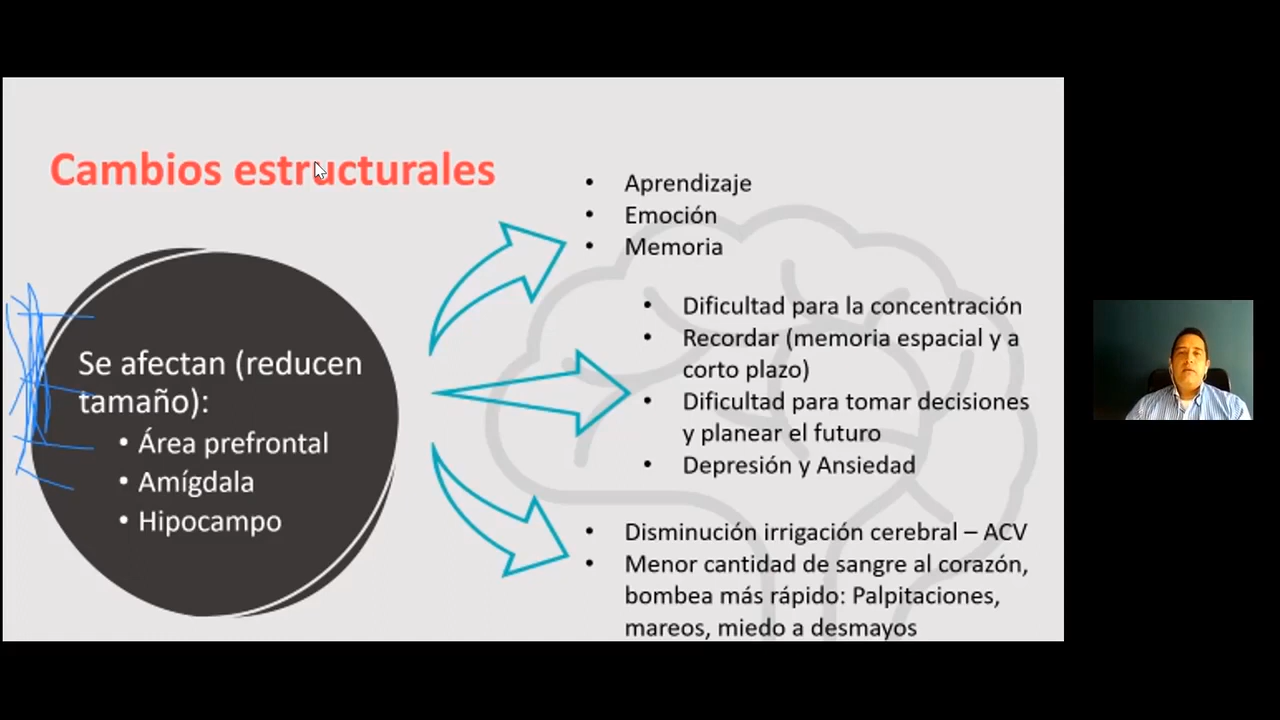 Cambios estructurales
Se afectan (reducen
tamaño):
• Área prefrontal
• Amígdala
• Hipocampo
• Aprendizaje
• Emoción
• Memoria
• Dificultad para la concentración
• Recordar (memoria espacial y a
corto plazo)
• Dificultad para tomar decisiones
y planear el futuro
• Depresión y Ansiedad
• Disminución irrigación cerebral – ACV
• Menor cantidad de sangre al corazón,
bombea más rápido: Palpitaciones,
mareos, miedo a desmayos